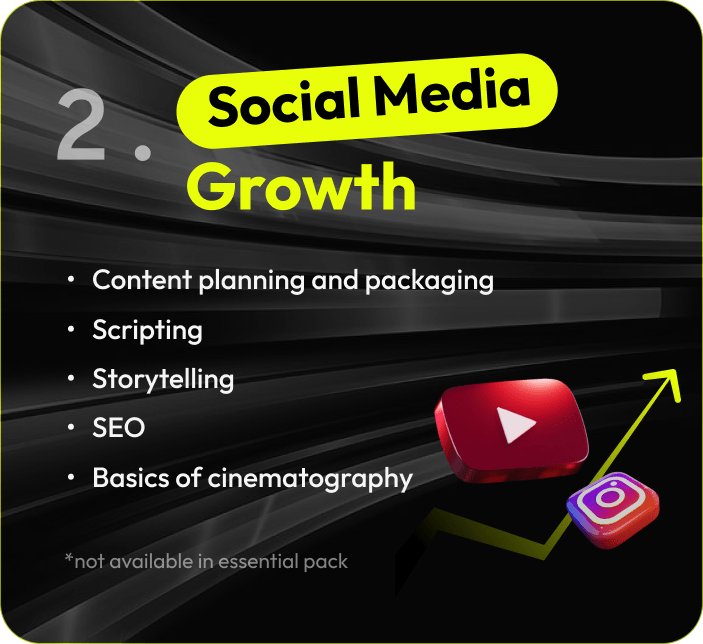 2. Social Media
Growth
• Content planning and packaging
• Scripting
• Storytelling
• SEO
• Basics of cinematography
*not available in essential pack